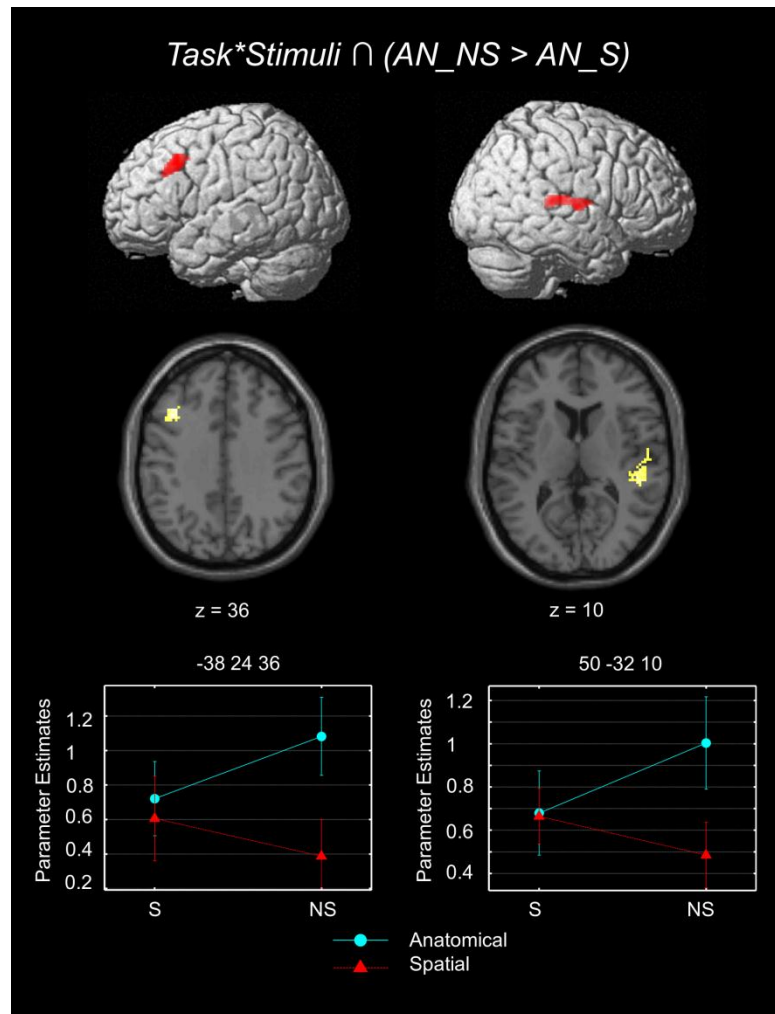 Task*Stimuli ∩ (AN_NS > AN_S)
z = 36
z = 10
-38 24 36
50 -32 10
Parameter Estimates
1.2
1
0.8
0.6
0.4
0.2
S
NS
Parameter Estimates
1.2
1
0.8
0.6
0.4
S
NS
Anatomical
Spatial